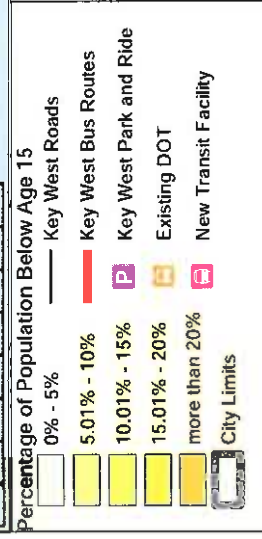 Percentage of Population Below Age 15
0% - 5%
5.01% - 10%
10.01% - 15%
15.01% - 20%
more than 20%
City Limits
Key West Roads
Key West Bus Routes
P Key West Park and Ride
Existing DOT
New Transit Facility